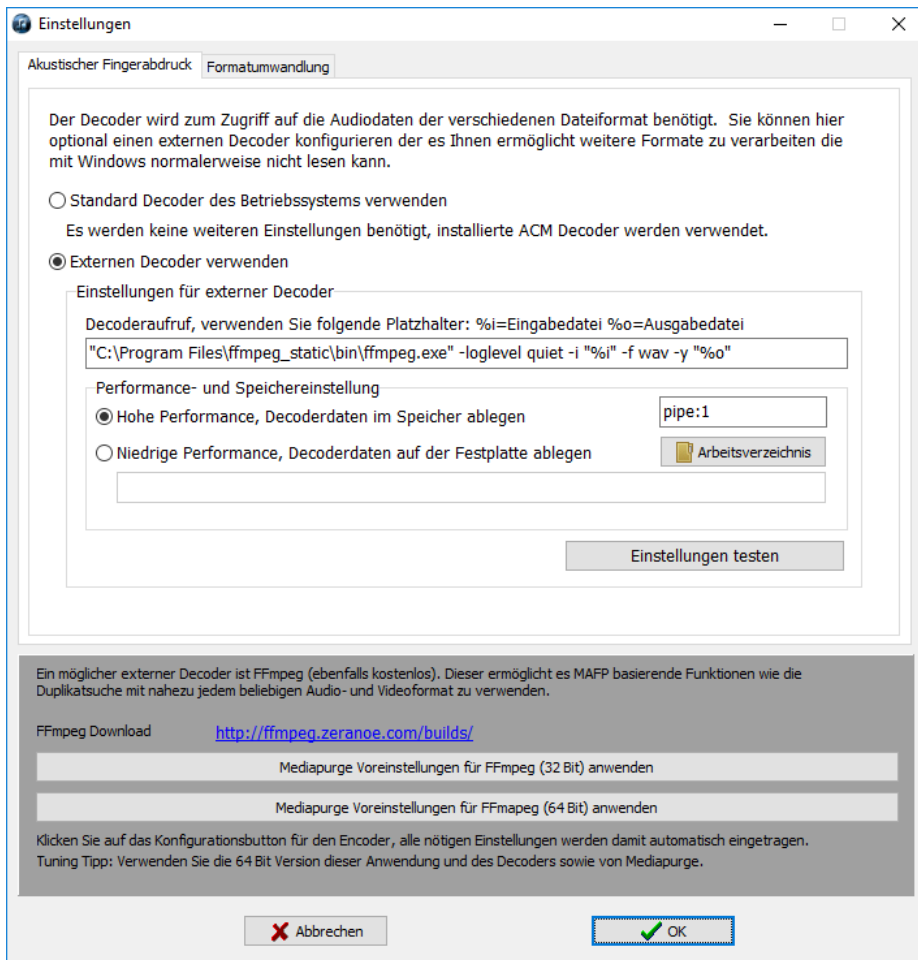 Einstellungen
Akustischer Fingerabdruck
Formatumwandlung
Der Decoder wird zum Zugriff auf die Audiodaten der verschiedenen Dateiformat benötigt.  Sie können hier
optional einen externen Decoder konfigurieren der es Ihnen ermöglicht weitere Formate zu verarbeiten die
mit Windows normalerweise nicht lesen kann.
Standard Decoder des Betriebssystems verwenden
Es werden keine weiteren Einstellungen benötigt, installierte ACM Decoder werden verwendet.
Externen Decoder verwenden
Einstellungen für externer Decoder
Decoderaufruf, verwenden Sie folgende Platzhalter: %i=Eingabedatei %o=Ausgabedatei
"C:\Program Files\ffmpeg_static\bin\ffmpeg.exe" -loglevel quiet -i "%i" -f wav -y "%o"
Performance- und Speichereinstellung
Hohe Performance, Decoderdaten im Speicher ablegen
pipe:1
Niedrige Performance, Decoderdaten auf der Festplatte ablegen
Arbeitsverzeichnis
Einstellungen testen
Ein möglicher externer Decoder ist FFmpeg (ebenfalls kostenlos). Dieser ermöglicht es MAFP basierende Funktionen wie die
Duplikatsuche mit nahezu jedem beliebigen Audio- und Videoformat zu verwenden.
FFmpeg Download
http://ffmpeg.zeranoe.com/builds/
Mediapurge Voreinstellungen für FFmpeg (32 Bit) anwenden
Mediapurge Voreinstellungen für FFmapeg (64 Bit) anwenden
Klicken Sie auf das Konfigurationsbutton für den Encoder, alle nötigen Einstellungen werden damit automatisch eingetragen.
Tuning Tipp: Verwenden Sie die 64 Bit Version dieser Anwendung und des Decoders sowie von Mediapurge.
Abbrechen
OK